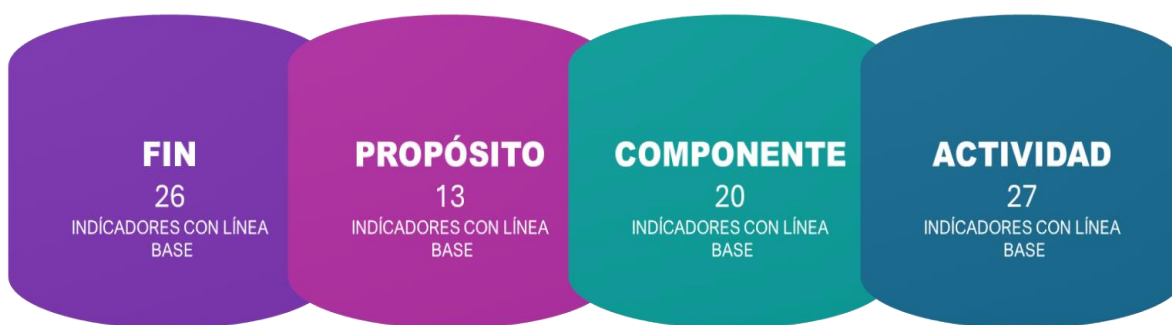 FIN
26
INDÍCADORES CON LÍNEA
BASE
PROPÓSITO
13
INDÍCADORES CON LÍNEA
BASE
COMPONENTE
20
INDÍCADORES CON LÍNEA
BASE
ACTIVIDAD
27
INDÍCADORES CON LÍNEA
BASE